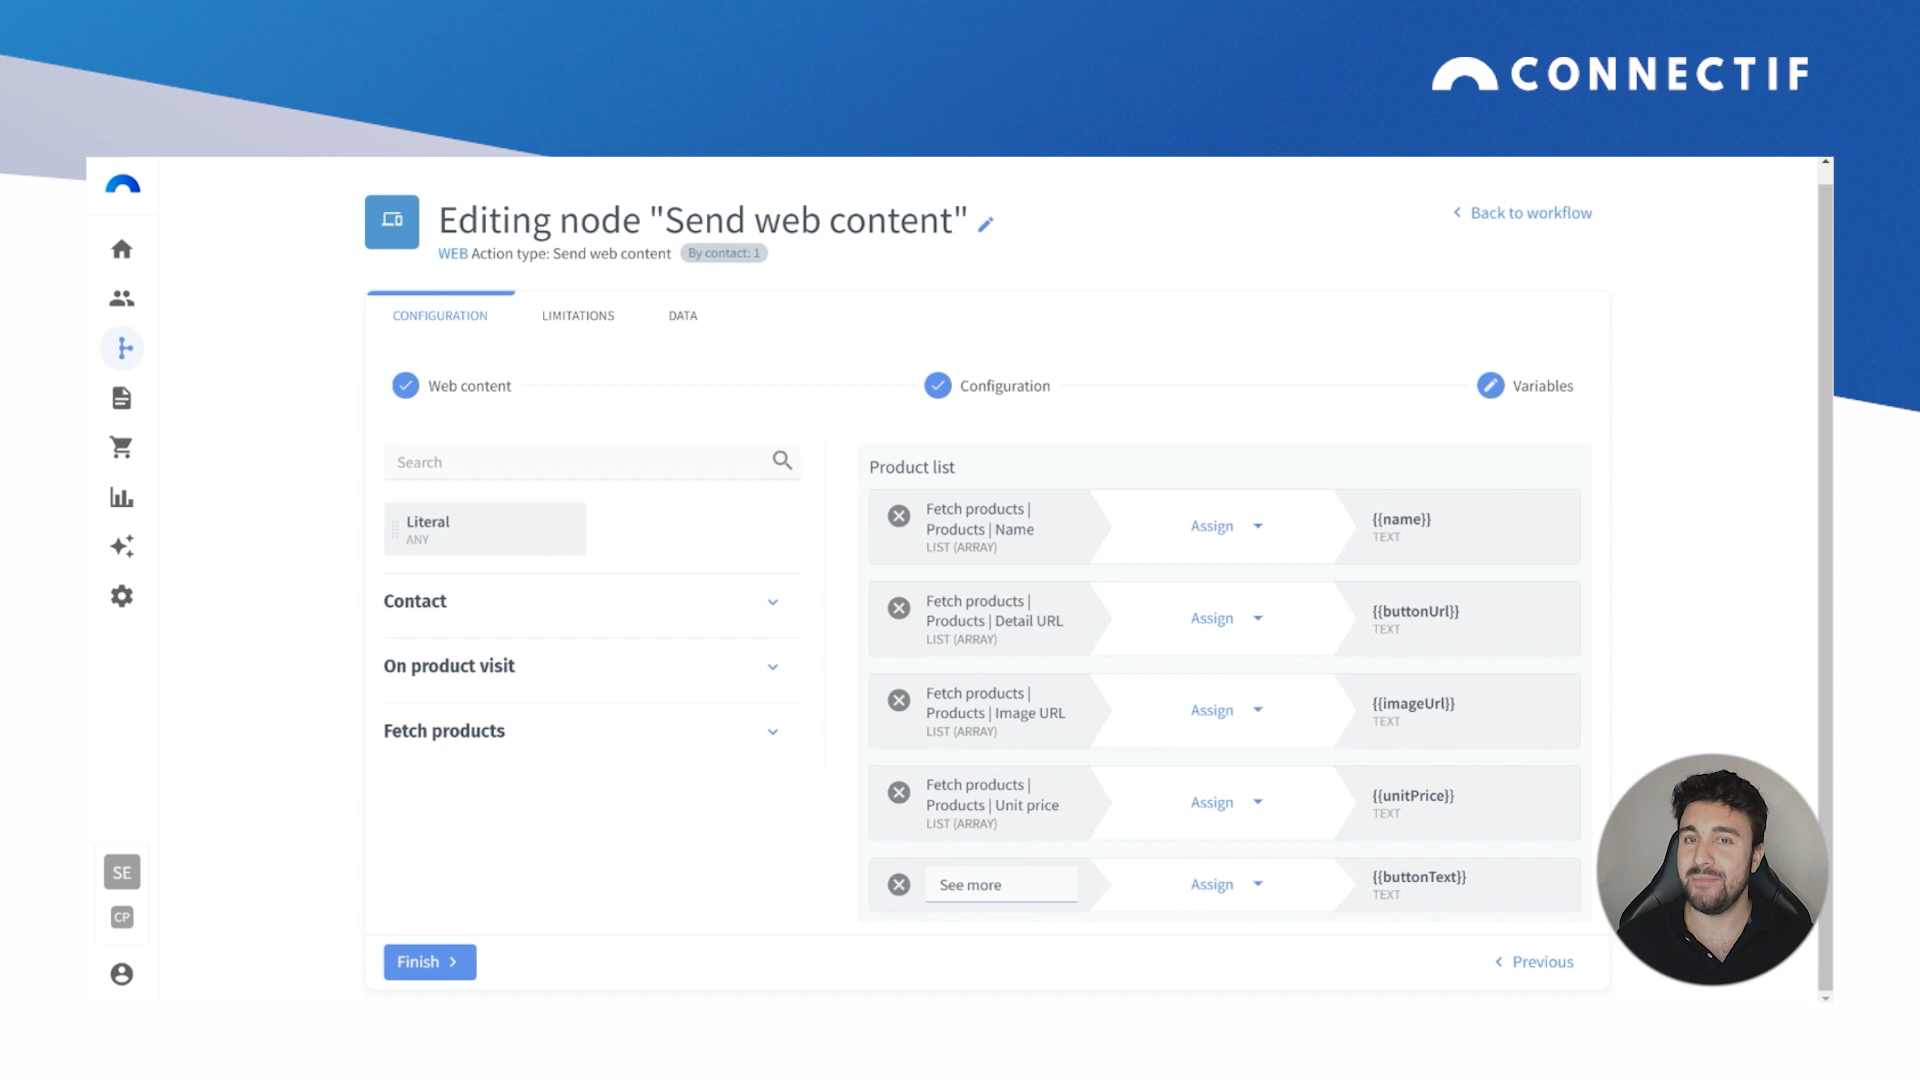 CONNECTIF
Editing node "Send web content"
Back to workflow
WEB Action type: Send web content
By contact: 1
CONFIGURATION
LIMITATIONS
DATA
Web content
Configuration
Variables
Search
Literal
ANY
Contact
On product visit
Fetch products
Product list
Fetch products |
Products | Name
LIST (ARRAY)
Assign
{{name}}
TEXT
Fetch products |
Products | Detail URL
LIST (ARRAY)
Assign
{{buttonUrl}}
TEXT
Fetch products |
Products | Image URL
LIST (ARRAY)
Assign
{{imageUrl}}
TEXT
Fetch products |
Products | Unit price
LIST (ARRAY)
Assign
{{unitPrice}}
TEXT
See more
Assign
{{buttonText}}
TEXT
SE
CP
Finish
Previous